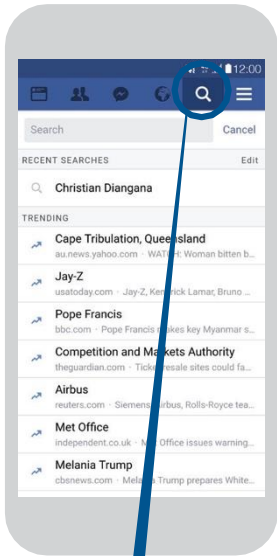 12:00
Search Cancel
RECENT SEARCHES Edit
Christian Diangana
TRENDING
Cape Tribulation, Queensland
au.news.yahoo.com · WATCH: Woman bitten b...
Jay-Z
usatoday.com · Jay-Z, Kendrick Lamar, Bruno ...
Pope Francis
bbc.com · Pope Francis makes key Myanmar s...
Competition and Markets Authority
theguardian.com · Ticket resale sites could fa...
Airbus
reuters.com · Siemens, Airbus, Rolls-Royce tea...
Met Office
independent.co.uk · Met Office issues warning...
Melania Trump
cbsnews.com · Melania Trump prepares White...